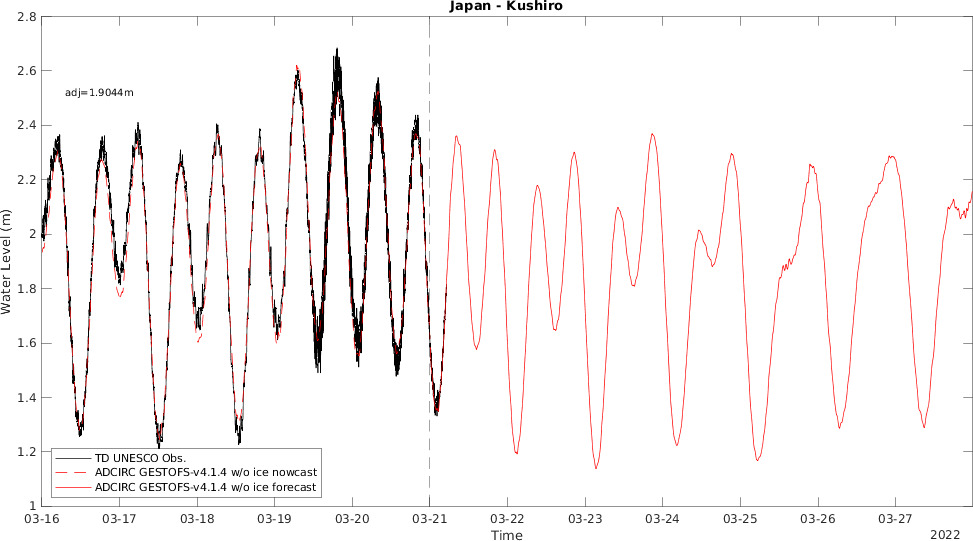 Japan - Kushiro
2.8
2.6
adj=1.9044m
2.4
2.2
2
1.8
1.6
1.4
1.2
1
Water Level (m)
TD UNESCO Obs.
ADCIRC GESTOFS-v4.1.4 w/o ice nowcast
ADCIRC GESTOFS-v4.1.4 w/o ice forecast
03-16 03-17 03-18 03-19 03-20 03-21 03-22 03-23 03-24 03-25 03-26 03-27
Time
2022